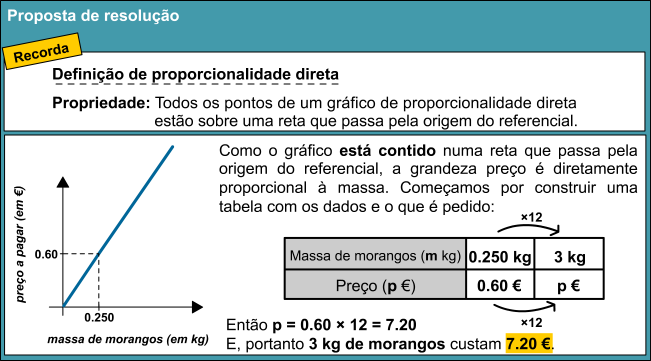 Proposta de resolução
Recorda
Definição de proporcionalidade direta
Propriedade: Todos os pontos de um gráfico de proporcionalidade direta
estão sobre uma reta que passa pela origem do referencial.
preço a pagar (em €)
0.60
0.250
massa de morangos (em kg)
Como o gráfico está contido numa reta que passa pela
origem do referencial, a grandeza preço é diretamente
proporcional à massa. Começamos por construir uma
tabela com os dados e o que é pedido:
×12
Massa de morangos (m kg) 0.250 kg 3 kg
Preço (p €) 0.60 € p €
×12
Então p = 0.60 × 12 = 7.20
E, portanto 3 kg de morangos custam 7.20 €.